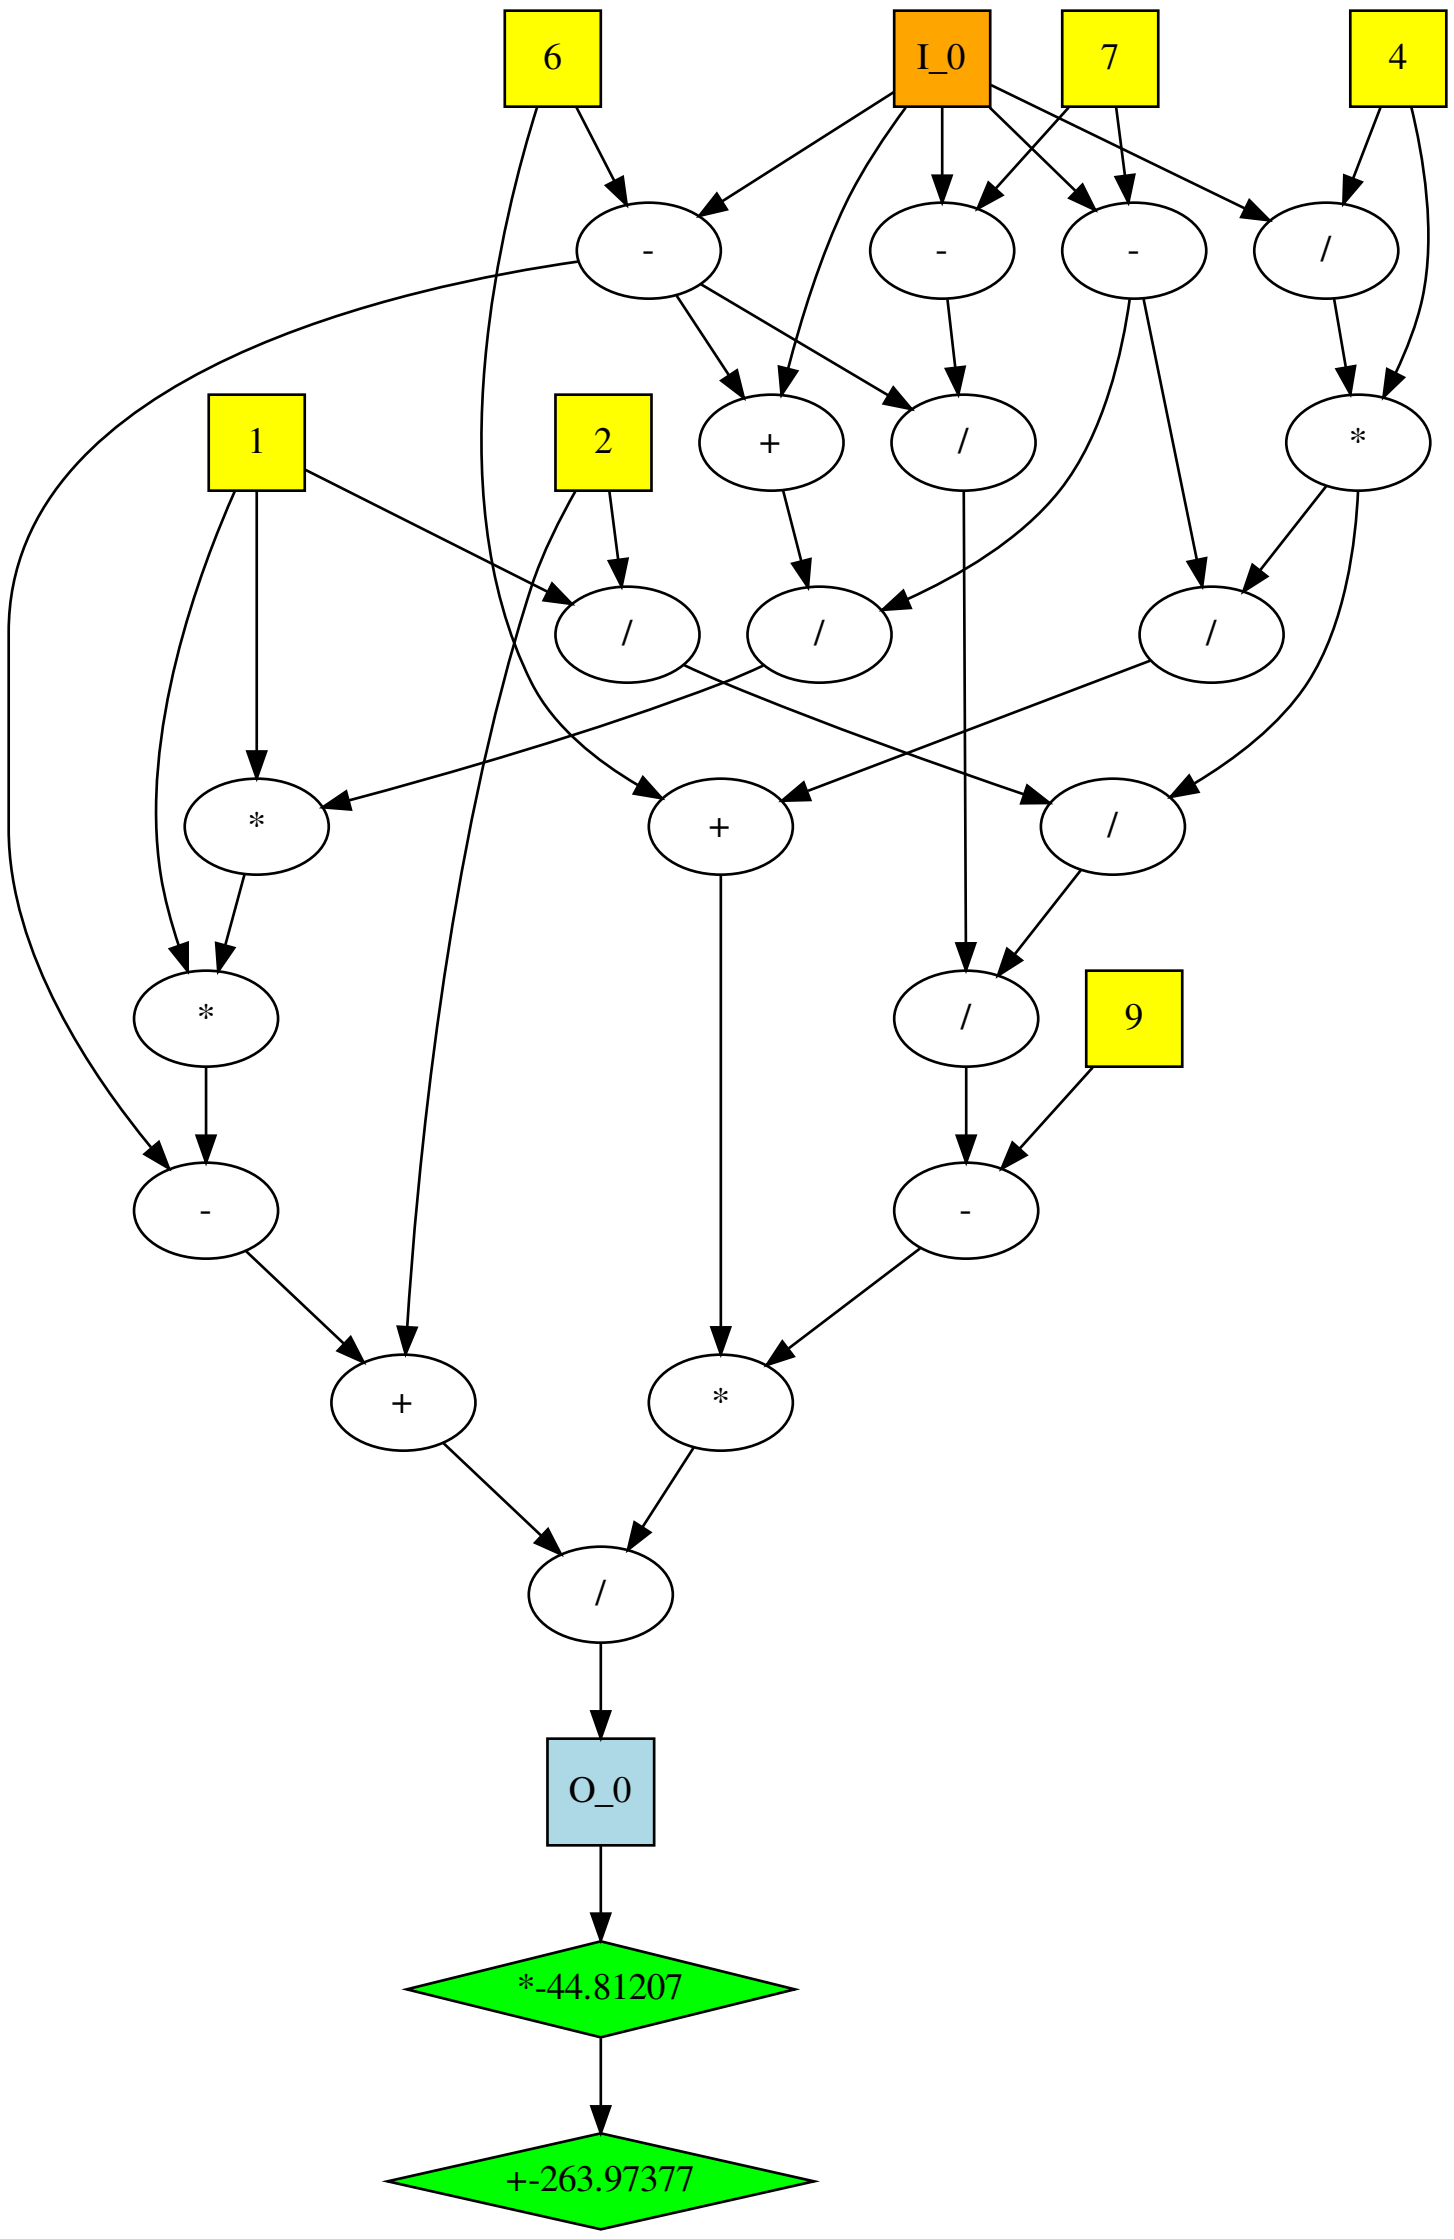 6 I_0 7 4
- - - /
1 2 + / *
/ / /
* + /
* / 9
- -
+ *
/
O_0
*-44.81207
+-263.97377